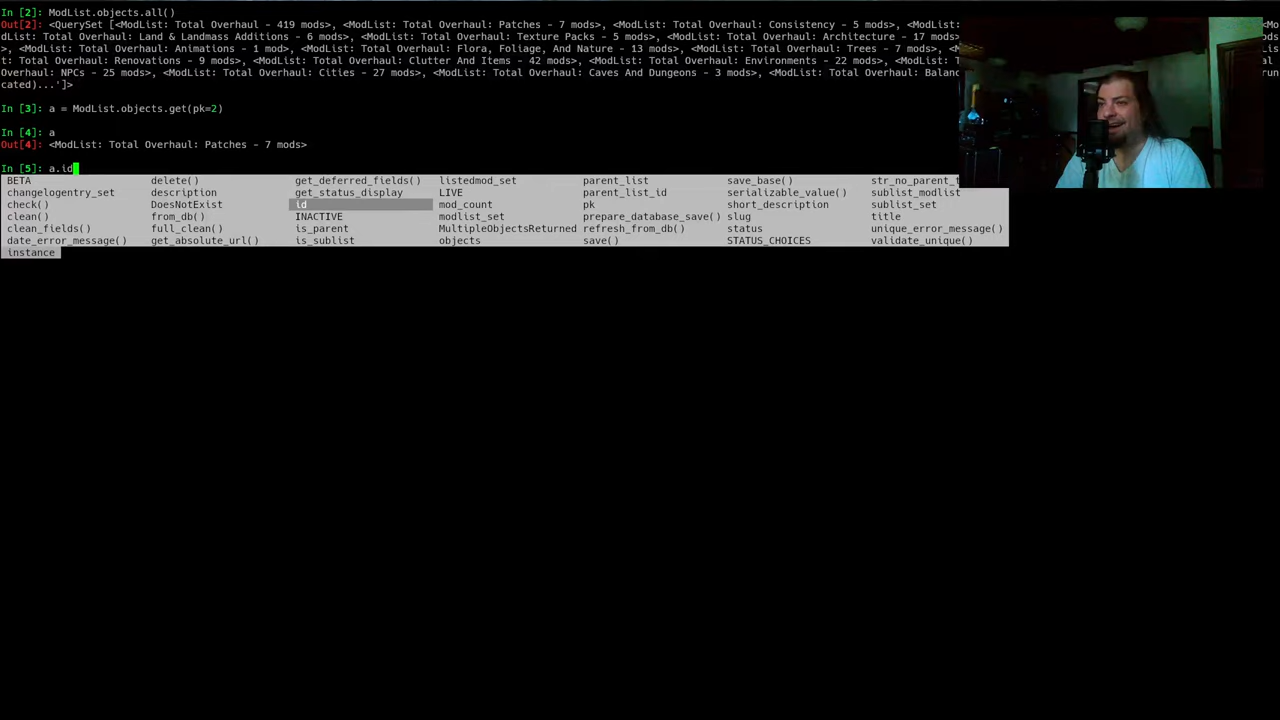 In [2]: ModList.objects.all()
Out[2]: <QuerySet [<ModList: Total Overhaul - 419 mods>, <ModList: Total Overhaul: Patches - 7 mods>, <ModList: Total Overhaul: Consistency - 5 mods>, <ModList:
dList: Total Overhaul: Land & Landmass Additions - 6 mods>, <ModList: Total Overhaul: Texture Packs - 5 mods>, <ModList: Total Overhaul: Architecture - 17 mods>
>, <ModList: Total Overhaul: Animations - 1 mod>, <ModList: Total Overhaul: Flora, Foliage, And Nature - 13 mods>, <ModList: Total Overhaul: Trees - 7 mods>, <M
t: Total Overhaul: Renovations - 9 mods>, <ModList: Total Overhaul: Clutter And Items - 42 mods>, <ModList: Total Overhaul: Environments - 22 mods>, <ModList:
Overhaul: NPCs - 25 mods>, <ModList: Total Overhaul: Cities - 27 mods>, <ModList: Total Overhaul: Caves And Dungeons - 3 mods>, <ModList: Total Overhaul: Balanc run
cated)...']>
In [3]: a = ModList.objects.get(pk=2)
In [4]: a
Out[4]: <ModList: Total Overhaul: Patches - 7 mods>
In [5]: a.id
BETA delete() get_deferred_fields() listedmod_set parent_list save_base() str_no_parent_t
changelogentry_set description get_status_display LIVE parent_list_id serializable_value() sublist_modlist
check() DoesNotExist id mod_count pk short_description sublist_set
clean() from_db() INACTIVE modlist_set prepare_database_save() slug title
clean_fields() full_clean() is_parent MultipleObjectsReturned refresh_from_db() status unique_error_message()
date_error_message() get_absolute_url() is_sublist objects save() STATUS_CHOICES validate_unique()
instance